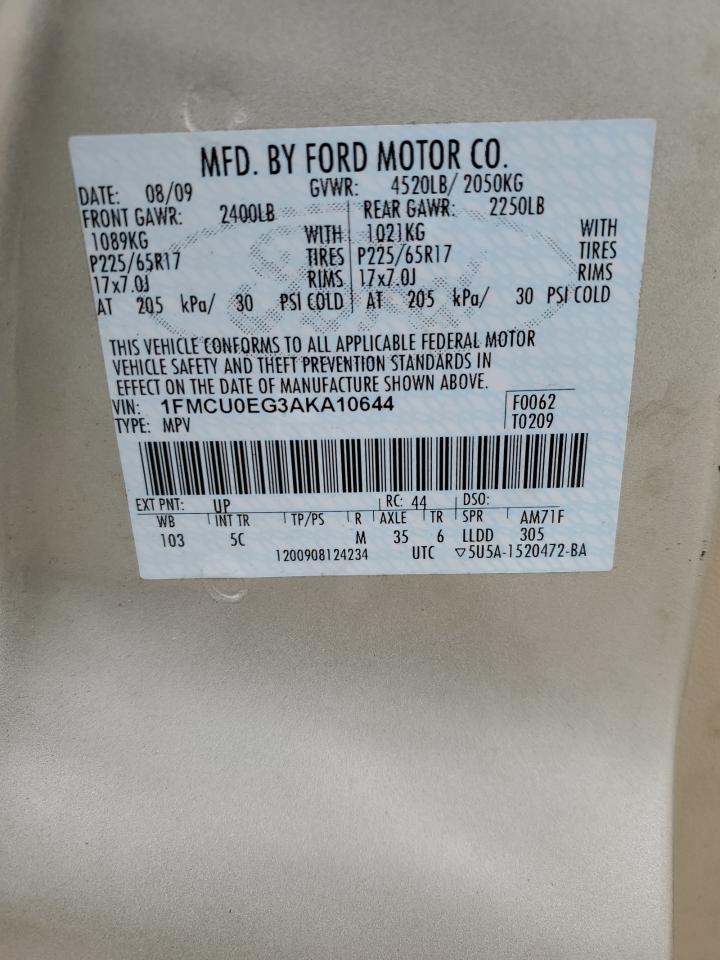 MFD. BY FORD MOTOR CO.
DATE: 08/09 GVWR: 4520LB/ 2050KG
FRONT GAWR: 2400LB REAR GAWR: 2250LB
1089KG WITH 1021KG WITH
P225/65R17 TIRES P225/65R17 TIRES
17x7.0J RIMS 17x7.0J RIMS
AT 205 kPa/ 30 PSI COLD AT 205 kPa/ 30 PSI COLD
THIS VEHICLE CONFORMS TO ALL APPLICABLE FEDERAL MOTOR
VEHICLE SAFETY AND THEFT PREVENTION STANDARDS IN
EFFECT ON THE DATE OF MANUFACTURE SHOWN ABOVE.
VIN: 1FMCU0EG3AKA10644 F0062
TYPE: MPV T0209
EXT PNT: UP RC: 44 DSO:
WB INT TR TP/PS R AXLE TR SPR AM71F
103 5C M 35 6 LLDD 305
1200908124234 UTC ▽5U5A-1520472-BA